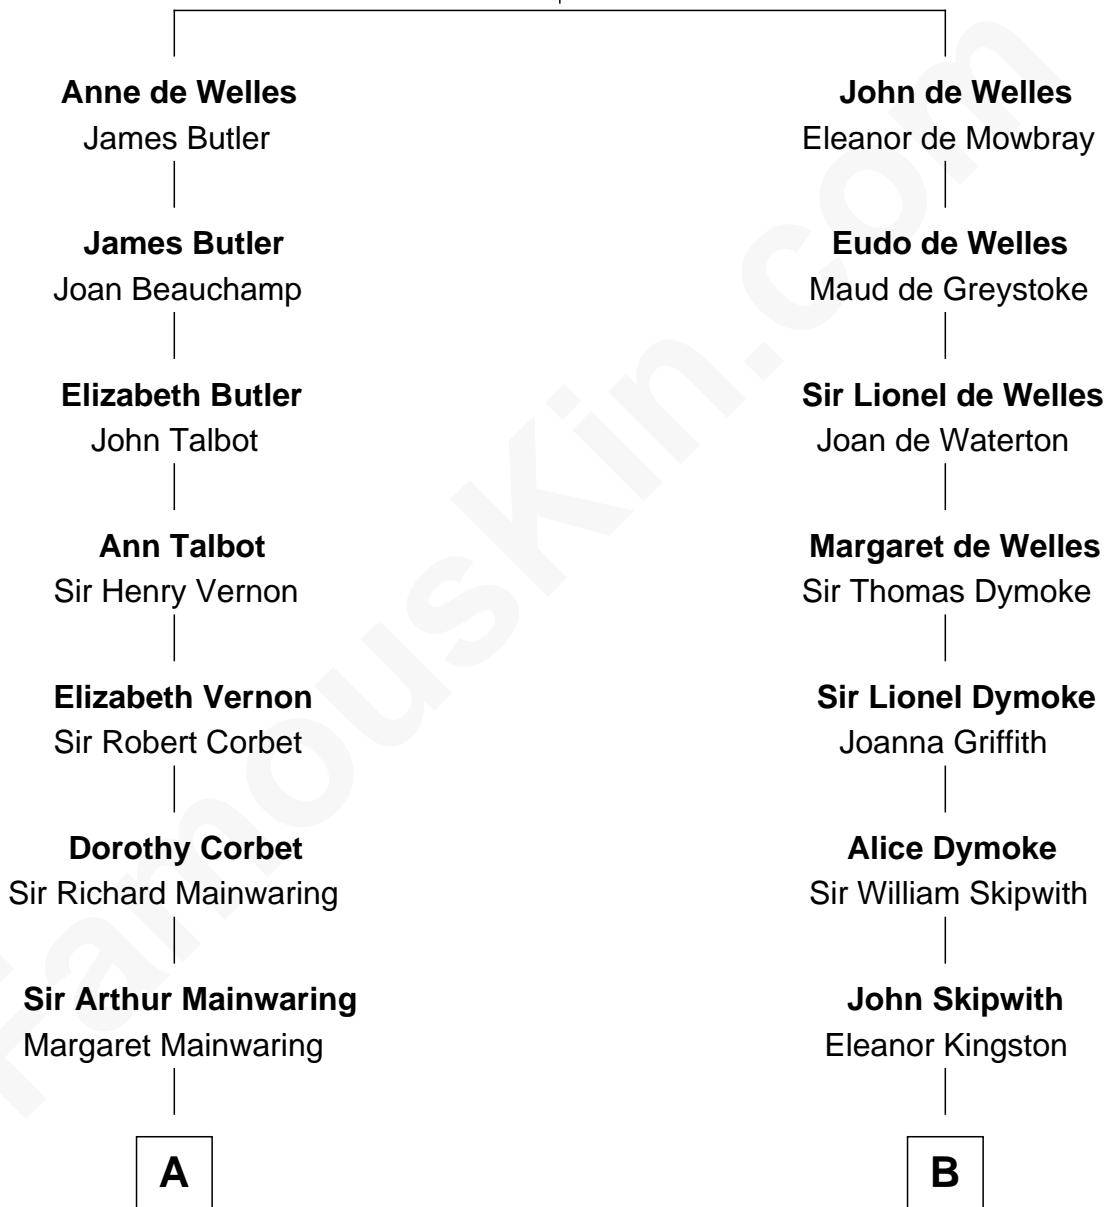 Anne de Welles
James Butler
James Butler
Joan Beauchamp
Elizabeth Butler
John Talbot
Ann Talbot
Sir Henry Vernon
Elizabeth Vernon
Sir Robert Corbet
Dorothy Corbet
Sir Richard Mainwaring
Sir Arthur Mainwaring
Margaret Mainwaring
A
John de Welles
Eleanor de Mowbray
Eudo de Welles
Maud de Greystoke
Sir Lionel de Welles
Joan de Waterton
Margaret de Welles
Sir Thomas Dymoke
Sir Lionel Dymoke
Joanna Griffith
Alice Dymoke
Sir William Skipwith
John Skipwith
Eleanor Kingston
B
FamousKin.com